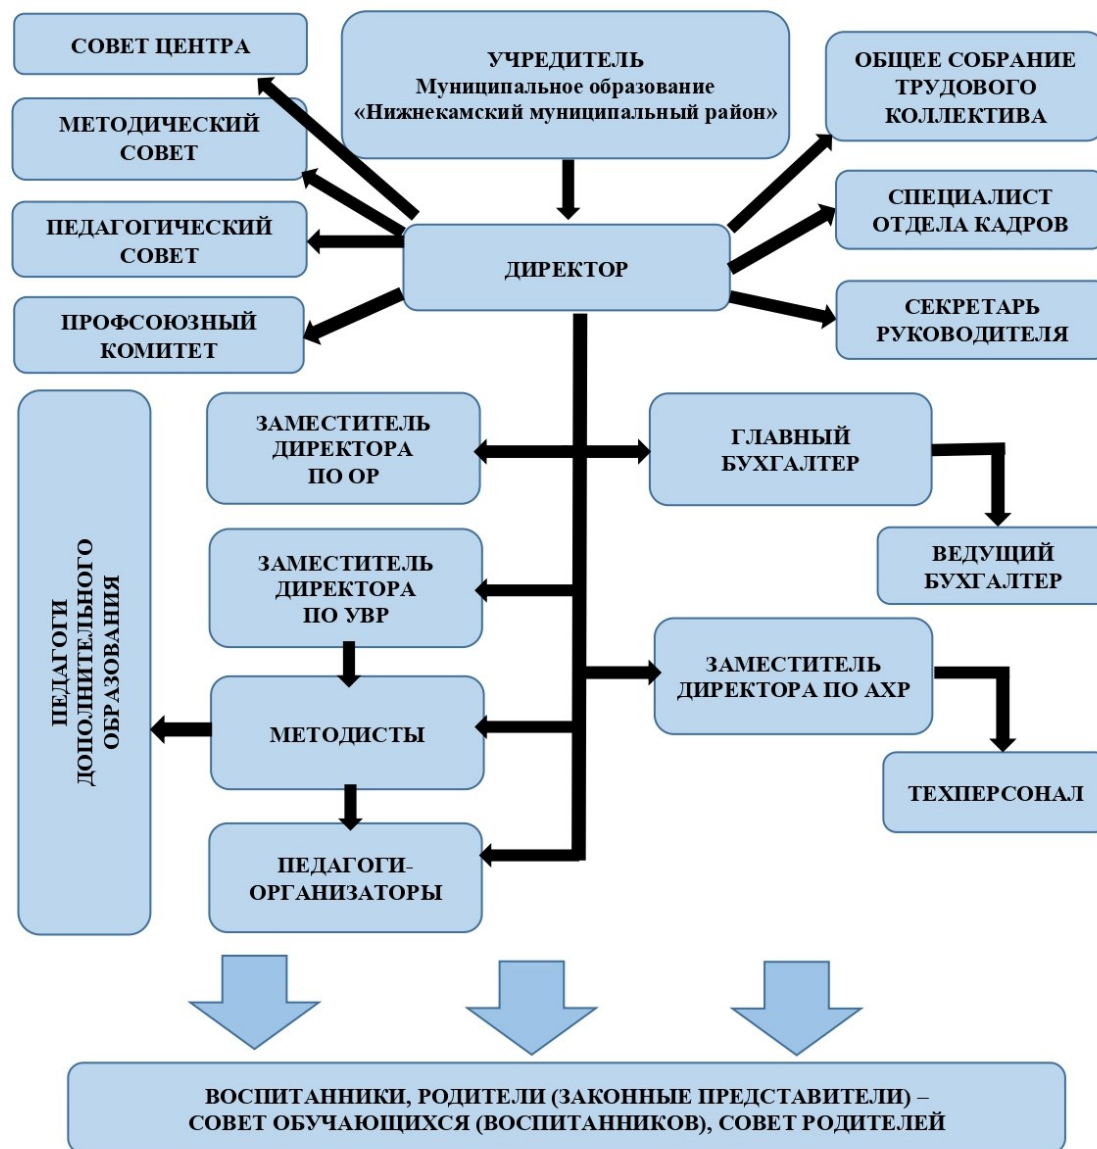 СОВЕТ ЦЕНТРА
УЧРЕДИТЕЛЬ
Муниципальное образование
«Нижнекамский муниципальный район»
ОБЩЕЕ СОБРАНИЕ
ТРУДОВОГО
КОЛЛЕКТИВА
МЕТОДИЧЕСКИЙ
СОВЕТ
СПЕЦИАЛИСТ
ОТДЕЛА КАДРОВ
ПЕДАГОГИЧЕСКИЙ
СОВЕТ
ДИРЕКТОР
ПРОФСОЮЗНЫЙ
КОМИТЕТ
СЕКРЕТАРЬ
РУКОВОДИТЕЛЯ
ЗАМЕСТИТЕЛЬ
ДИРЕКТОРА
ПО ОР
ГЛАВНЫЙ
БУХГАЛТЕР
ВЕДУЩИЙ
БУХГАЛТЕР
ЗАМЕСТИТЕЛЬ
ДИРЕКТОРА
ПО УВР
ПЕДАГОГИ
ДОПОЛНИТЕЛЬНОГО
ОБРАЗОВАНИЯ
ЗАМЕСТИТЕЛЬ
ДИРЕКТОРА ПО АХР
МЕТОДИСТЫ
ТЕХПЕРСОНАЛ
ПЕДАГОГИ-
ОРГАНИЗАТОРЫ
ВОСПИТАННИКИ, РОДИТЕЛИ (ЗАКОННЫЕ ПРЕДСТАВИТЕЛИ) –
СОВЕТ ОБУЧАЮЩИХСЯ (ВОСПИТАННИКОВ), СОВЕТ РОДИТЕЛЕЙ